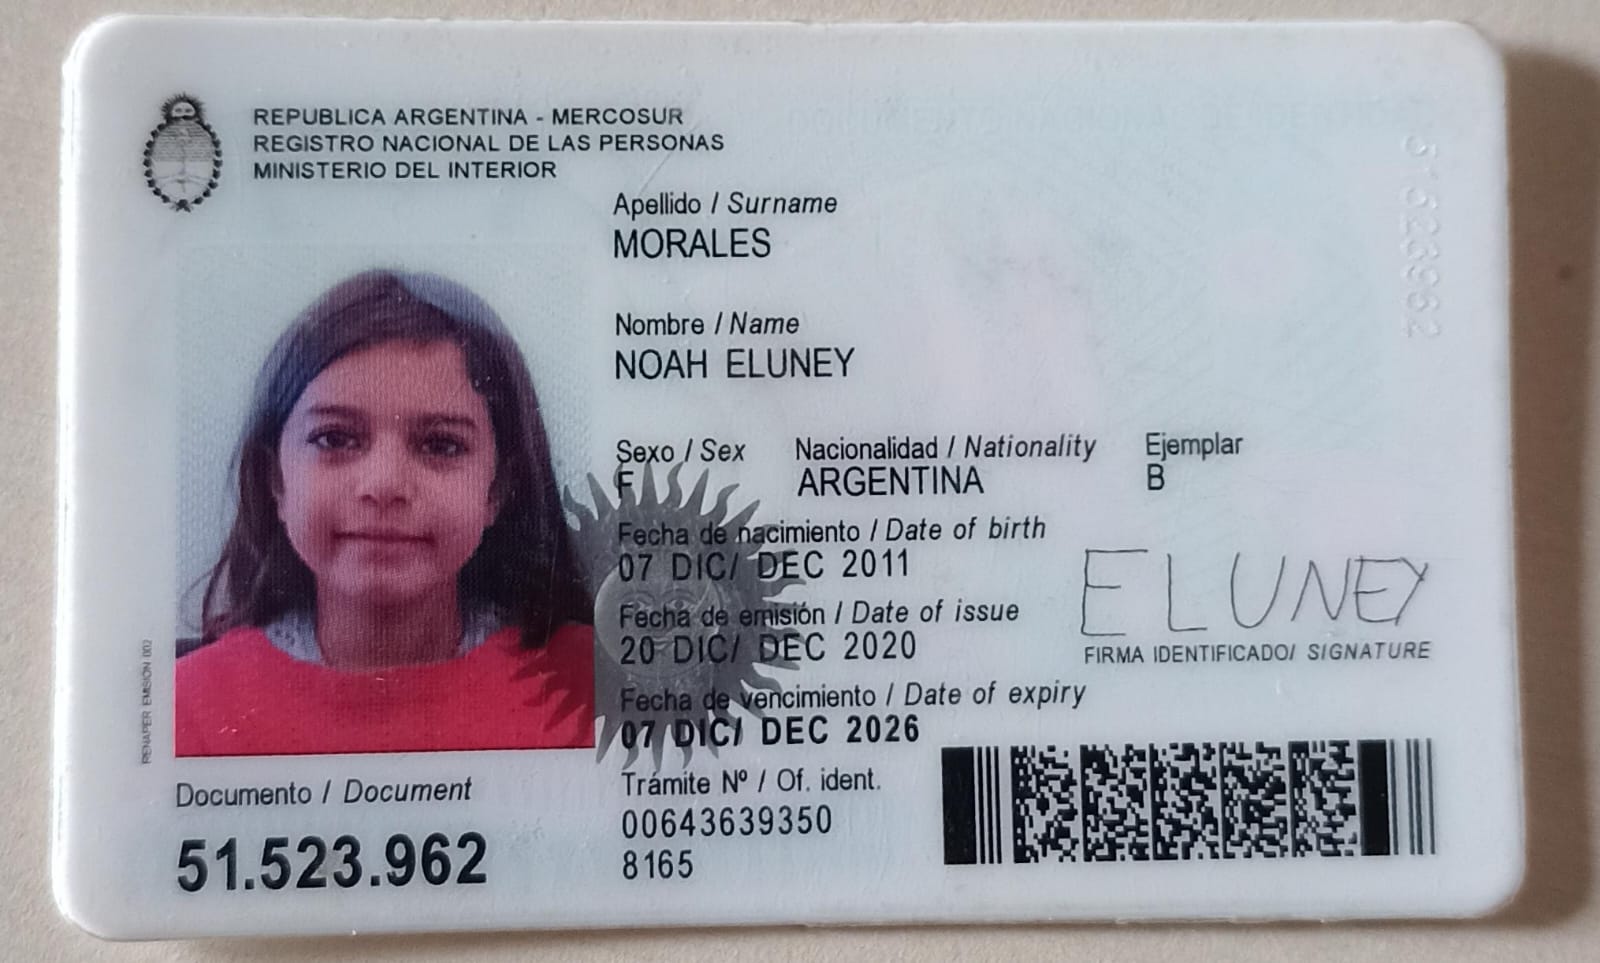 REPUBLICA ARGENTINA - MERCOSUR
REGISTRO NACIONAL DE LAS PERSONAS
MINISTERIO DEL INTERIOR
Apellido / Surname
MORALES
Nombre / Name
NOAH ELUNEY
Sexo / Sex Nacionalidad / Nationality Ejemplar
F ARGENTINA B
Fecha de nacimiento / Date of birth
07 DIC/ DEC 2011
Fecha de emisión / Date of issue
20 DIC/ DEC 2020
ELUNEY
FIRMA IDENTIFICADO/ SIGNATURE
Fecha de vencimiento / Date of expiry
07 DIC/ DEC 2026
Documento / Document
51.523.962
Trámite Nº / Of. ident.
00643639350
8165
RENAPER EMISION 002
51523962